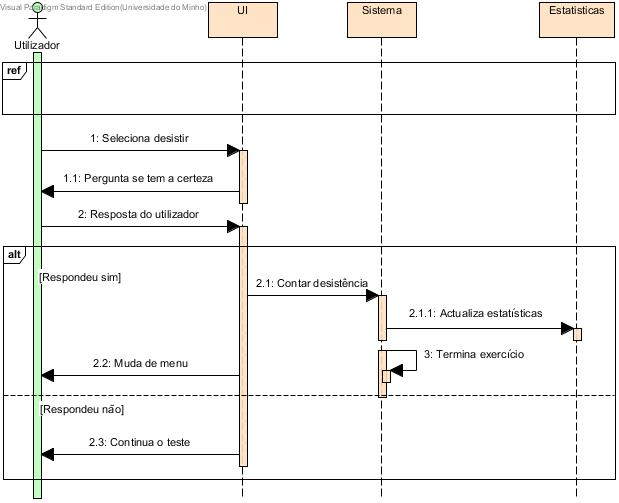 Visual Paradigm Standard Edition(Universidade do Minho)
UI
Sistema
Estatisticas
Utilizador
ref
1: Seleciona desistir
1.1: Pergunta se tem a certeza
2: Resposta do utilizador
alt
[Respondeu sim]
2.1: Contar desistência
2.1.1: Actualiza estatísticas
3: Termina exercício
2.2: Muda de menu
[Respondeu não]
2.3: Continua o teste